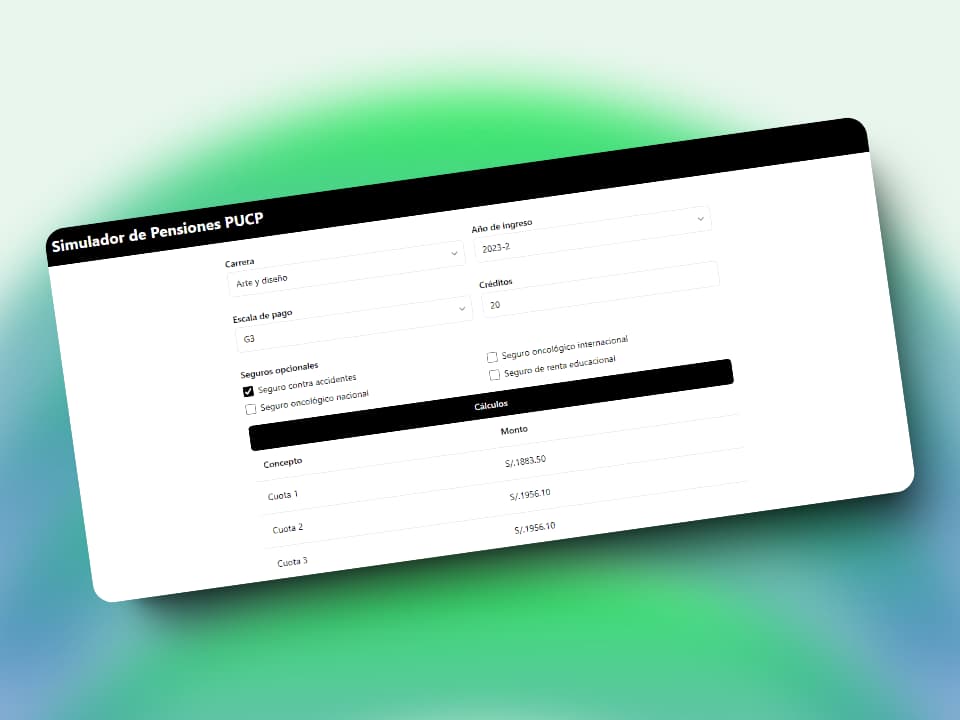 Simulador de Pensiones PUCP
Carrera
Arte y diseño
Año de ingreso
2023-2
Escala de pago
G3
Créditos
20
Seguros opcionales
Seguro contra accidentes
Seguro oncológico nacional
Seguro oncológico internacional
Seguro de renta educacional
Cálculos
Concepto Monto
Cuota 1 S/.1883.50
Cuota 2 S/.1956.10
Cuota 3 S/.1956.10